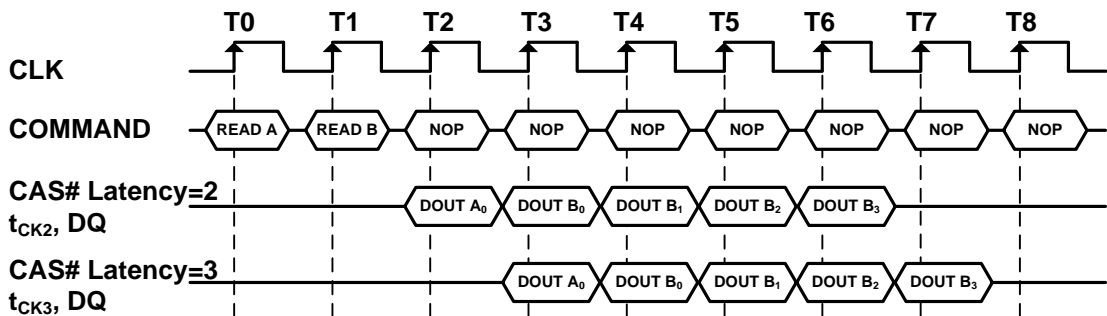 T0 T1 T2 T3 T4 T5 T6 T7 T8
CLK
COMMAND READ A READ B NOP NOP NOP NOP NOP NOP NOP
CAS# Latency=2
tCK2, DQ DOUT A0 DOUT B0 DOUT B1 DOUT B2 DOUT B3
CAS# Latency=3
tCK3, DQ DOUT A0 DOUT B0 DOUT B1 DOUT B2 DOUT B3